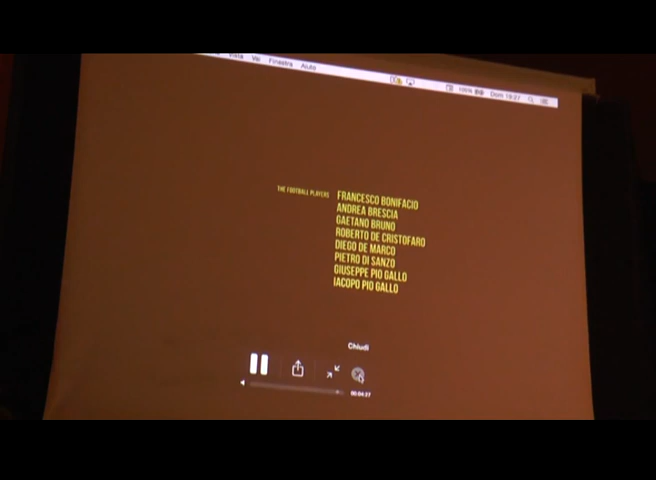 Vista Vai Finestra Aiuto
100% Dom 19:27
THE FOOTBALL PLAYERS
FRANCESCO BONIFACIO
ANDREA BRESCIA
GAETANO BRUNO
ROBERTO DE CRISTOFARO
DIEGO DE MARCO
PIETRO DI SANZO
GIUSEPPE PIO GALLO
IACOPO PIO GALLO
Chiudi
00:04:27